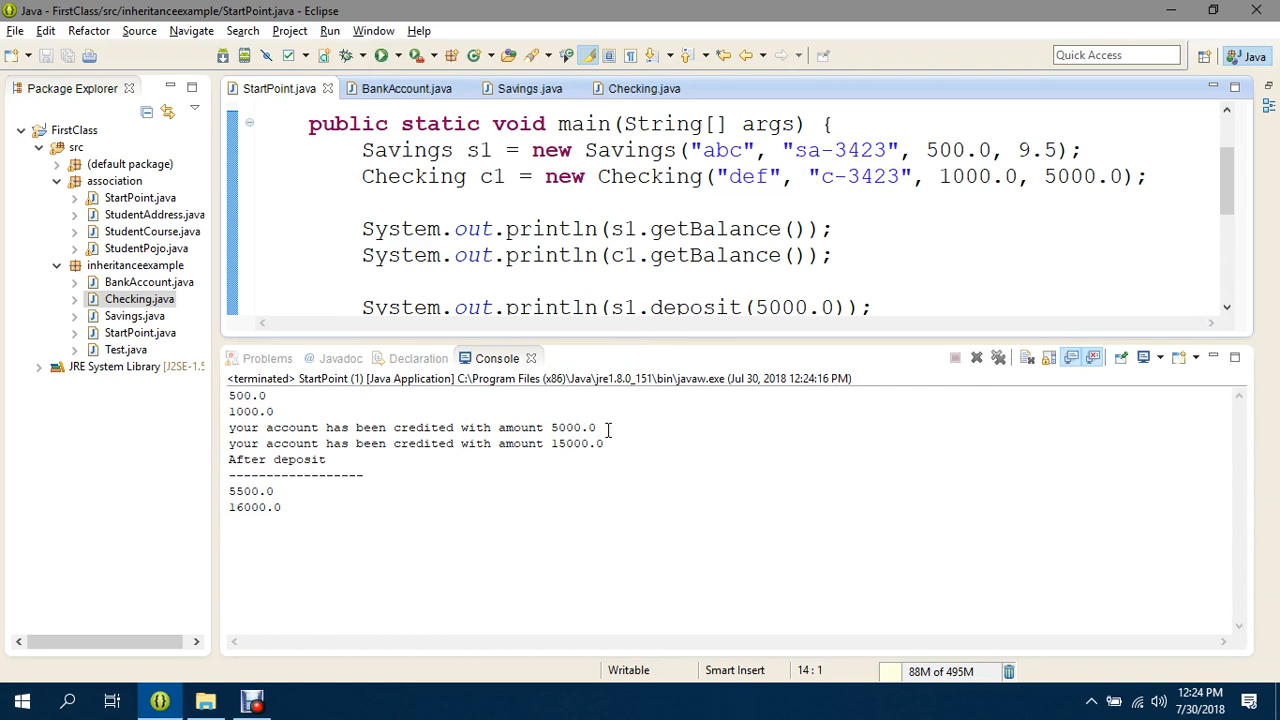 Java - FirstClass/src/inheritanceexample/StartPoint.java - Eclipse
File Edit Refactor Source Navigate Search Project Run Window Help
Quick Access
Java
Package Explorer
StartPoint.java
BankAccount.java
Savings.java
Checking.java
FirstClass
src
(default package)
association
StartPoint.java
StudentAddress.java
StudentCourse.java
StudentPojo.java
inheritanceexample
BankAccount.java
Checking.java
Savings.java
StartPoint.java
Test.java
JRE System Library [J2SE-1.5
public static void main(String[] args) {
Savings s1 = new Savings("abc", "sa-3423", 500.0, 9.5);
Checking c1 = new Checking("def", "c-3423", 1000.0, 5000.0);
System.out.println(s1.getBalance());
System.out.println(c1.getBalance());
System.out.println(s1.deposit(5000.0));
Problems
Javadoc
Declaration
Console
<terminated> StartPoint (1) [Java Application] C:\Program Files (x86)\Java\jre1.8.0_151\bin\javaw.exe (Jul 30, 2018 12:24:16 PM)
500.0
1000.0
your account has been credited with amount 5000.0
your account has been credited with amount 15000.0
After deposit
------------------
5500.0
16000.0
Writable
Smart Insert
14 : 1
88M of 495M
12:24 PM
7/30/2018